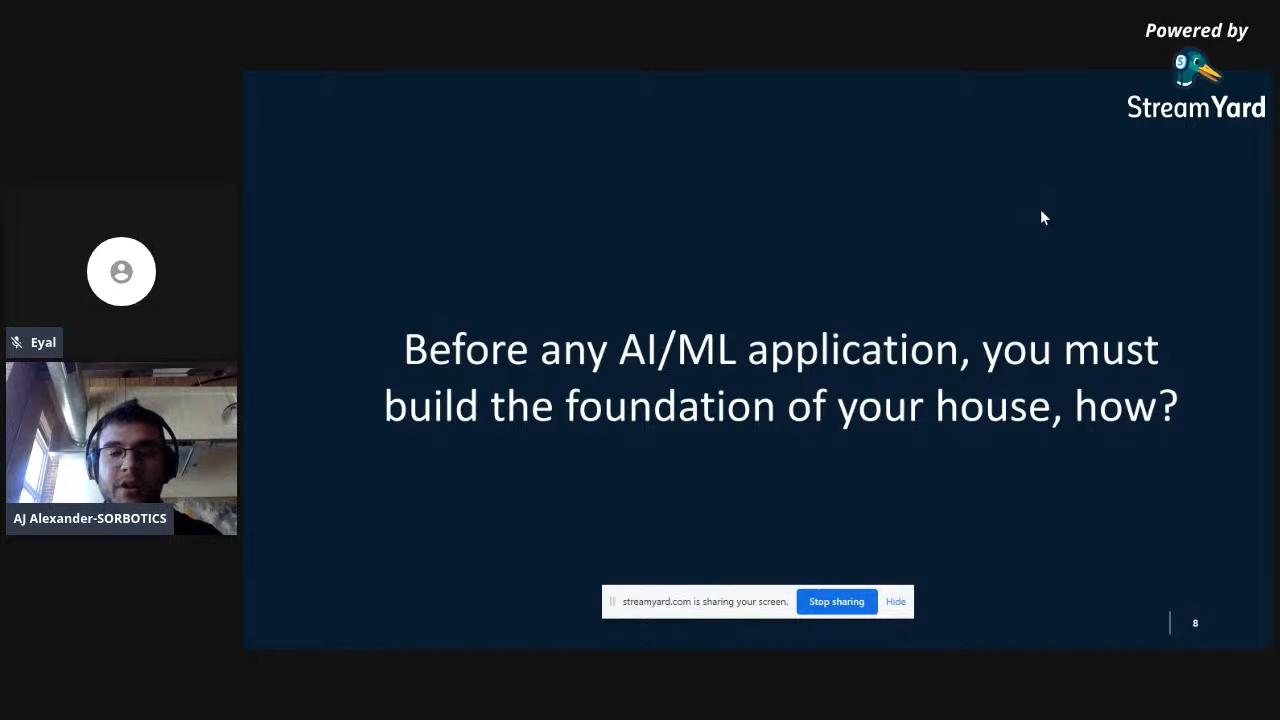 Powered by
StreamYard
Eyal
AJ Alexander-SORBOTICS
Before any AI/ML application, you must
build the foundation of your house, how?
streamyard.com is sharing your screen. Stop sharing Hide
8